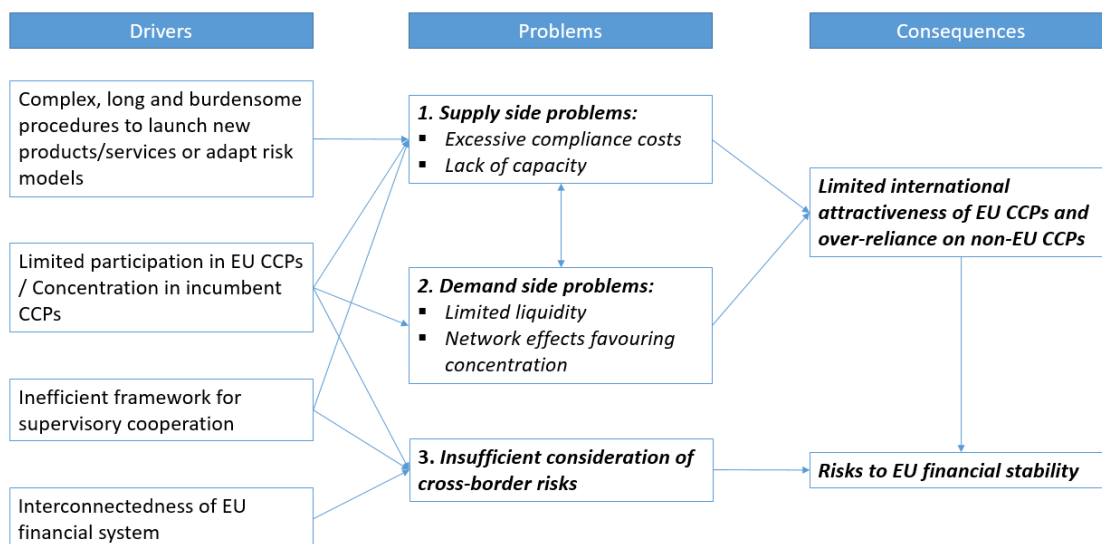 Drivers
Complex, long and burdensome
procedures to launch new
products/services or adapt risk
models
Limited participation in EU CCPs
/ Concentration in incumbent
CCPs
Inefficient framework for
supervisory cooperation
Interconnectedness of EU
financial system
Problems
1. Supply side problems:
▪ Excessive compliance costs
▪ Lack of capacity
2. Demand side problems:
▪ Limited liquidity
▪ Network effects favouring
concentration
3. Insufficient consideration of
cross-border risks
Consequences
Limited international
attractiveness of EU CCPs and
over-reliance on non-EU CCPs
Risks to EU financial stability